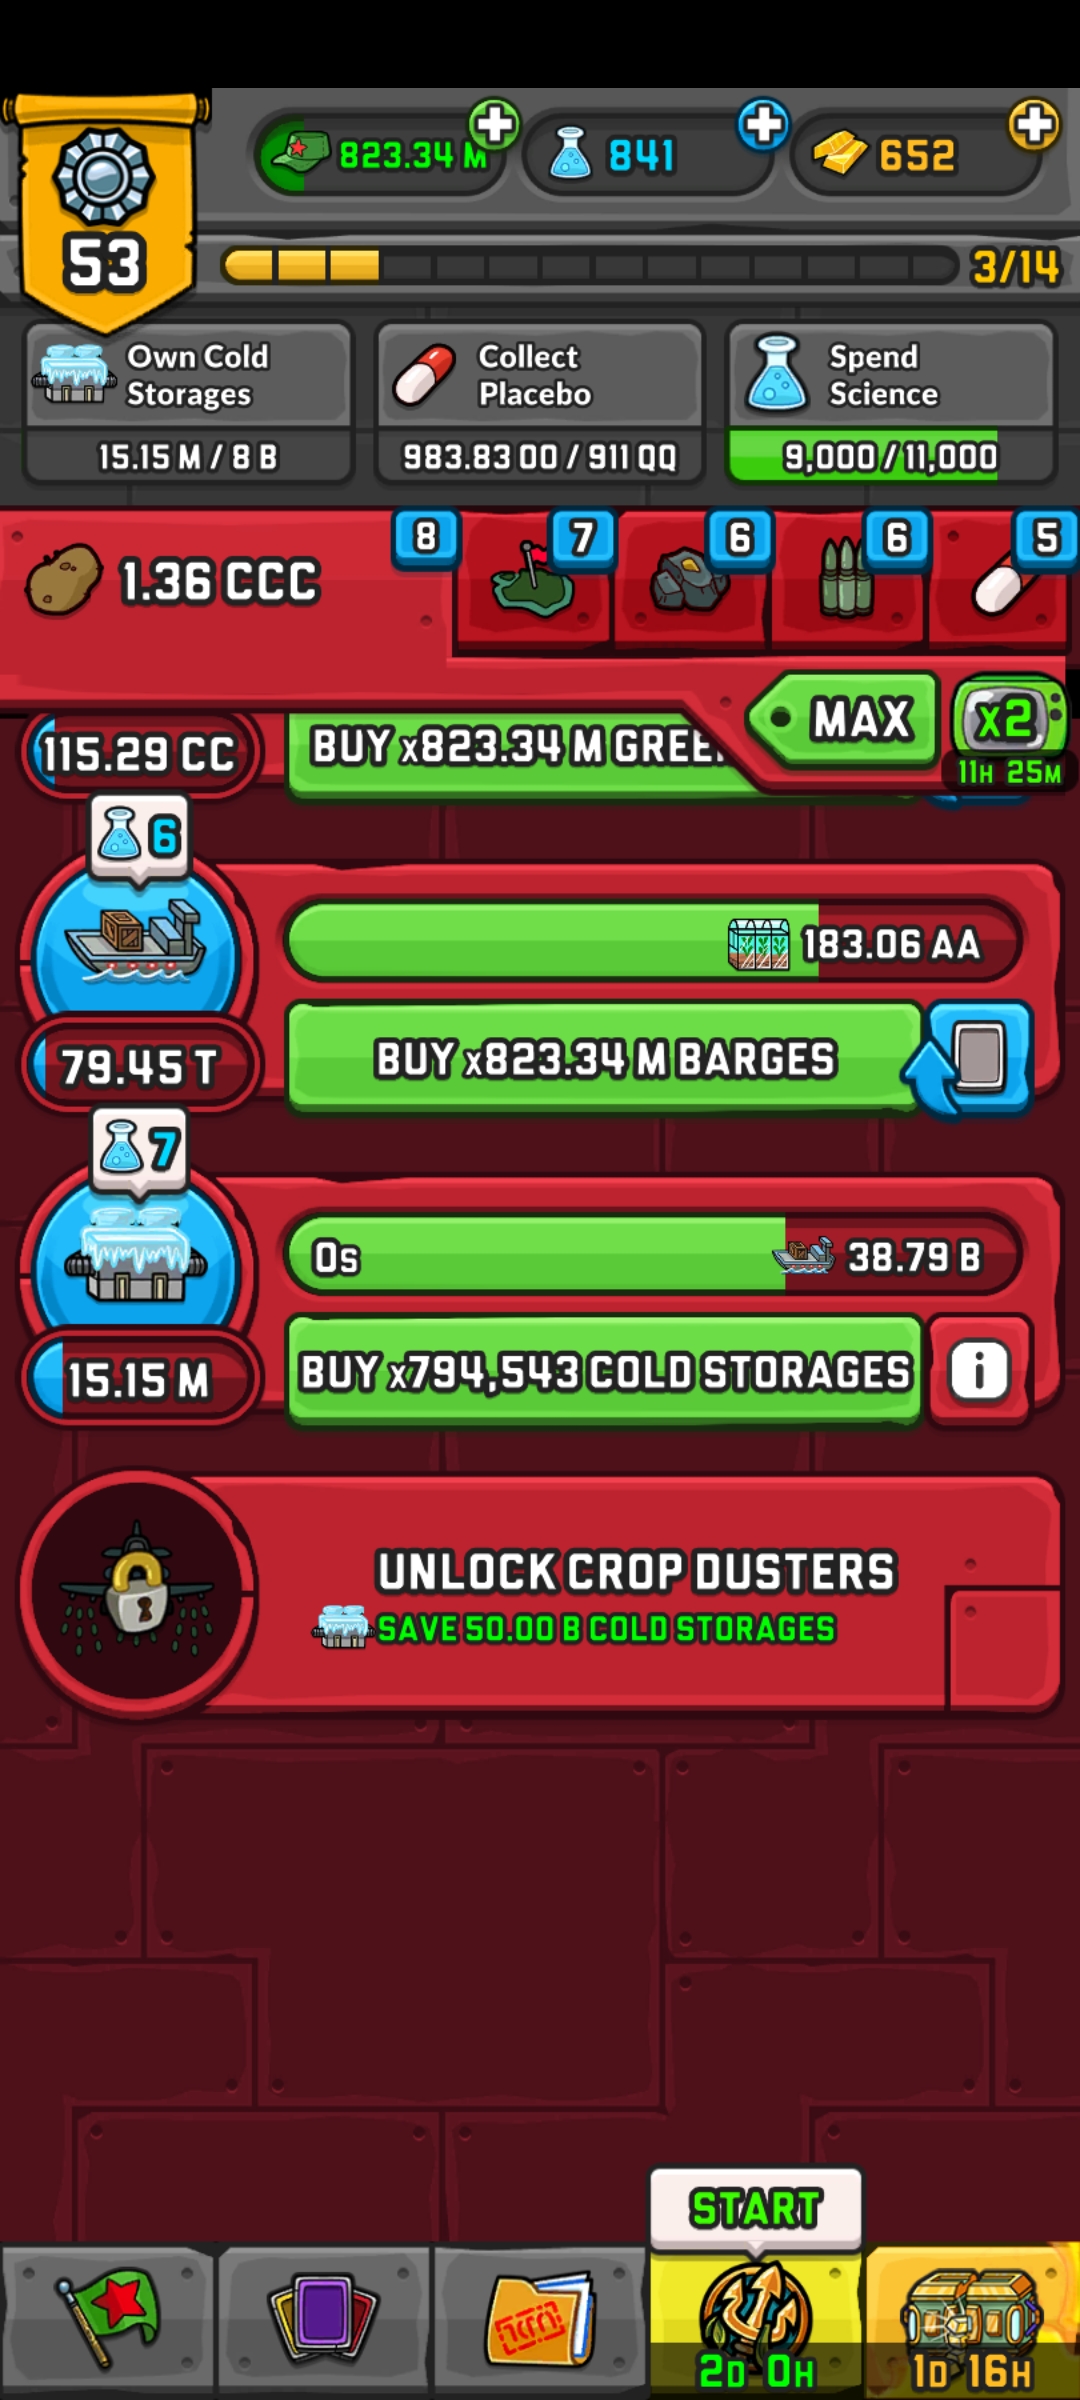 823.34 M
841
652
53
3/14
Own Cold
Storages
15.15 M / 8 B
Collect
Placebo
983.83 OO / 911 QQ
Spend
Science
9,000 / 11,000
1.36 CCC
8
7
6
6
5
MAX
x2
11H 25M
115.29 CC
BUY x823.34 M GREE
6
183.06 AA
79.45 T
BUY x823.34 M BARGES
7
0s
38.79 B
15.15 M
BUY x794,543 COLD STORAGES
i
UNLOCK CROP DUSTERS
SAVE 50.00 B COLD STORAGES
START
2D 0H
1D 16H